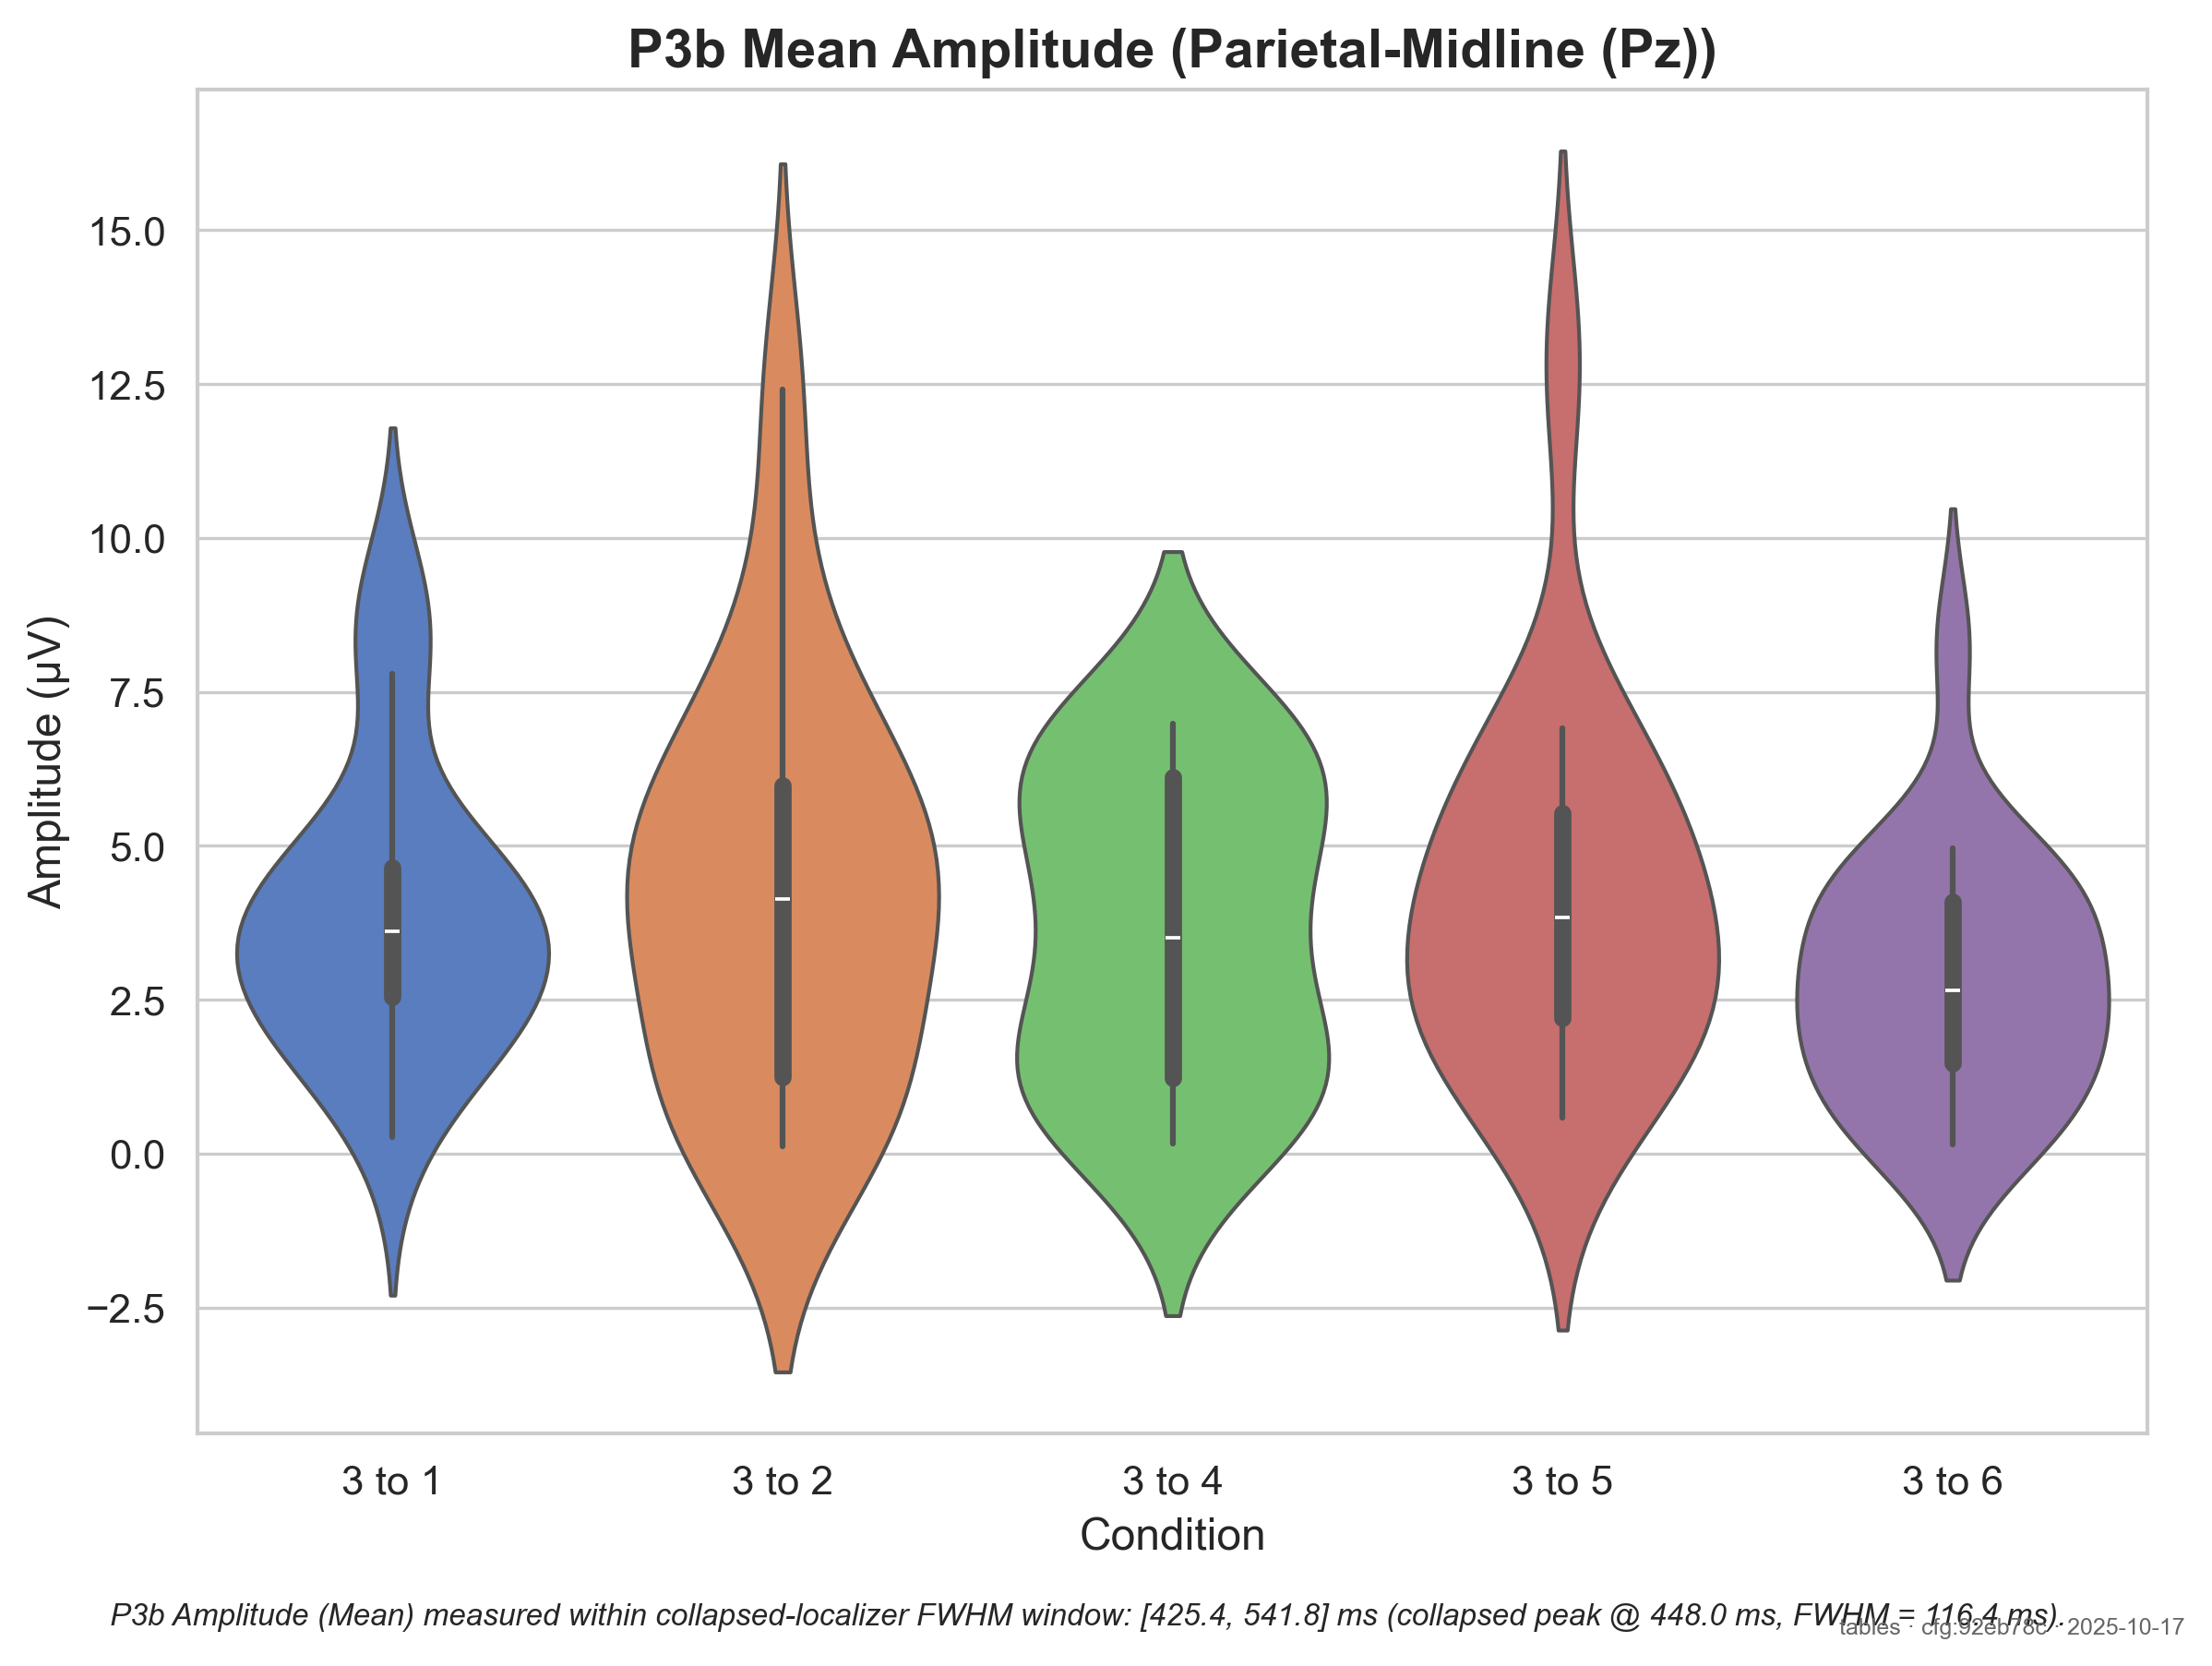 P3b Mean Amplitude (Parietal-Midline (Pz))
Amplitude (µV)
15.0
12.5
10.0
7.5
5.0
2.5
0.0
−2.5
3 to 1
3 to 2
3 to 4
3 to 5
3 to 6
Condition
P3b Amplitude (Mean) measured within collapsed-localizer FWHM window: [425.4, 541.8] ms (collapsed peak @ 448.0 ms, FWHM = 116.4 ms).
tables · cfg:92eb78c · 2025-10-17